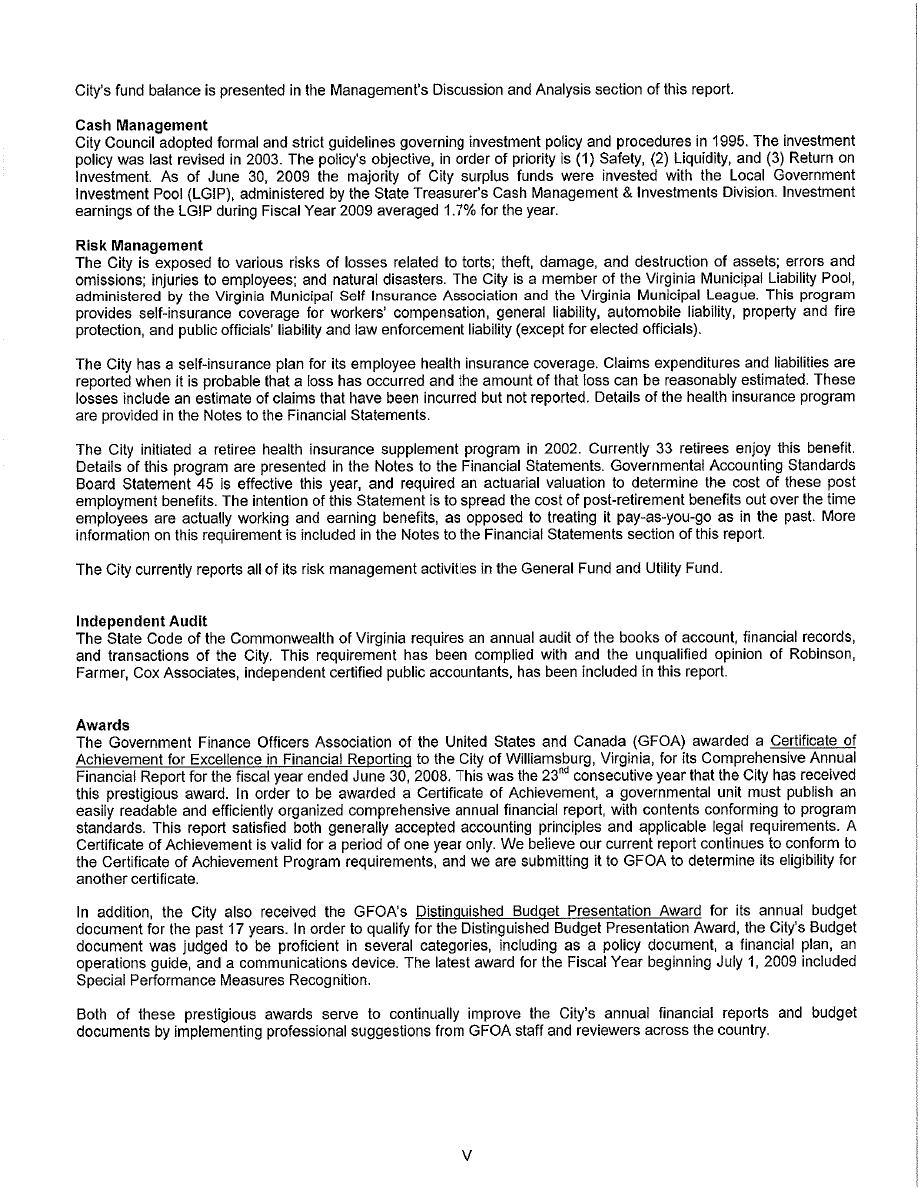 City's fund balance is presented in the Management's Discussion and Analysis section of this report.
Cash Management
City Council adopted formal and strict guidelines governing investment policy and procedures in 1995. The investment
policy was last revised in 2003. The policy's objective, in order of priority is (1) Safety, (2) Liquidity, and (3) Return on
Investment. As of June 30, 2009 the majority of City surplus funds were invested with the Local Government
Investment Pool (LGIP), administered by the State Treasurer's Cash Management & Investments Division. Investment
earnings of the LGIP during Fiscal Year 2009 averaged 1.7% for the year.
Risk Management
The City is exposed to various risks of losses related to torts; theft, damage, and destruction of assets; errors and
omissions; injuries to employees; and natural disasters. The City is a member of the Virginia Municipal Liability Pool,
administered by the Virginia Municipal Self Insurance Association and the Virginia Municipal League. This program
provides self-insurance coverage for workers' compensation, general liability, automobile liability, property and fire
protection, and public officials' liability and law enforcement liability (except for elected officials).
The City has a self-insurance plan for its employee health insurance coverage. Claims expenditures and liabilities are
reported when it is probable that a loss has occurred and the amount of that loss can be reasonably estimated. These
losses include an estimate of claims that have been incurred but not reported. Details of the health insurance program
are provided in the Notes to the Financial Statements.
The City initiated a retiree health insurance supplement program in 2002. Currently 33 retirees enjoy this benefit.
Details of this program are presented in the Notes to the Financial Statements. Governmental Accounting Standards
Board Statement 45 is effective this year, and required an actuarial valuation to determine the cost of these post
employment benefits. The intention of this Statement is to spread the cost of post-retirement benefits out over the time
employees are actually working and earning benefits, as opposed to treating it pay-as-you-go as in the past. More
information on this requirement is included in the Notes to the Financial Statements section of this report.
The City currently reports all of its risk management activities in the General Fund and Utility Fund.
Independent Audit
The State Code of the Commonwealth of Virginia requires an annual audit of the books of account, financial records,
and transactions of the City. This requirement has been complied with and the unqualified opinion of Robinson,
Farmer, Cox Associates, independent certified public accountants, has been included in this report.
Awards
The Government Finance Officers Association of the United States and Canada (GFOA) awarded a Certificate of
Achievement for Excellence in Financial Reporting to the City of Williamsburg, Virginia, for its Comprehensive Annual
Financial Report for the fiscal year ended June 30, 2008. This was the 23nd consecutive year that the City has received
this prestigious award. In order to be awarded a Certificate of Achievement, a governmental unit must publish an
easily readable and efficiently organized comprehensive annual financial report, with contents conforming to program
standards. This report satisfied both generally accepted accounting principles and applicable legal requirements. A
Certificate of Achievement is valid for a period of one year only. We believe our current report continues to conform to
the Certificate of Achievement Program requirements, and we are submitting it to GFOA to determine its eligibility for
another certificate.
In addition, the City also received the GFOA's Distinguished Budget Presentation Award for its annual budget
document for the past 17 years. In order to qualify for the Distinguished Budget Presentation Award, the City's Budget
document was judged to be proficient in several categories, including as a policy document, a financial plan, an
operations guide, and a communications device. The latest award for the Fiscal Year beginning July 1, 2009 included
Special Performance Measures Recognition.
Both of these prestigious awards serve to continually improve the City's annual financial reports and budget
documents by implementing professional suggestions from GFOA staff and reviewers across the country.
V